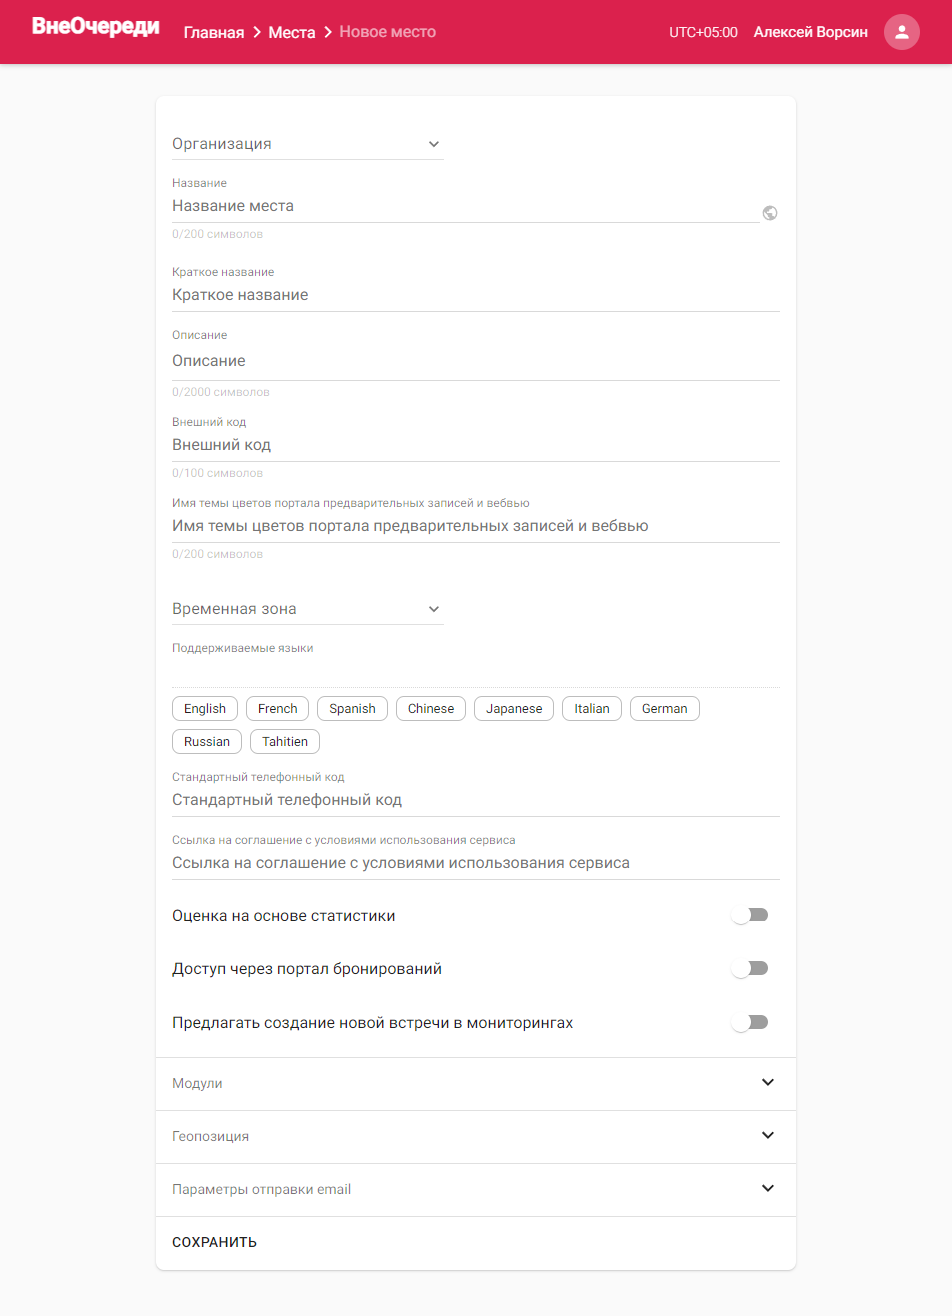 ВнеОчереди Главная Места Новое место UTC+05:00 Алексей Ворсин
Организация
Название
Название места
0/200 символов
Краткое название
Краткое название
Описание
Описание
0/2000 символов
Внешний код
Внешний код
0/100 символов
Имя темы цветов портала предварительных записей и вебвью
Имя темы цветов портала предварительных записей и вебвью
0/200 символов
Временная зона
Поддерживаемые языки
English French Spanish Chinese Japanese Italian German
Russian Tahitien
Стандартный телефонный код
Стандартный телефонный код
Ссылка на соглашение с условиями использования сервиса
Ссылка на соглашение с условиями использования сервиса
Оценка на основе статистики
Доступ через портал бронирований
Предлагать создание новой встречи в мониторингах
Модули
Геопозиция
Параметры отправки email
СОХРАНИТЬ